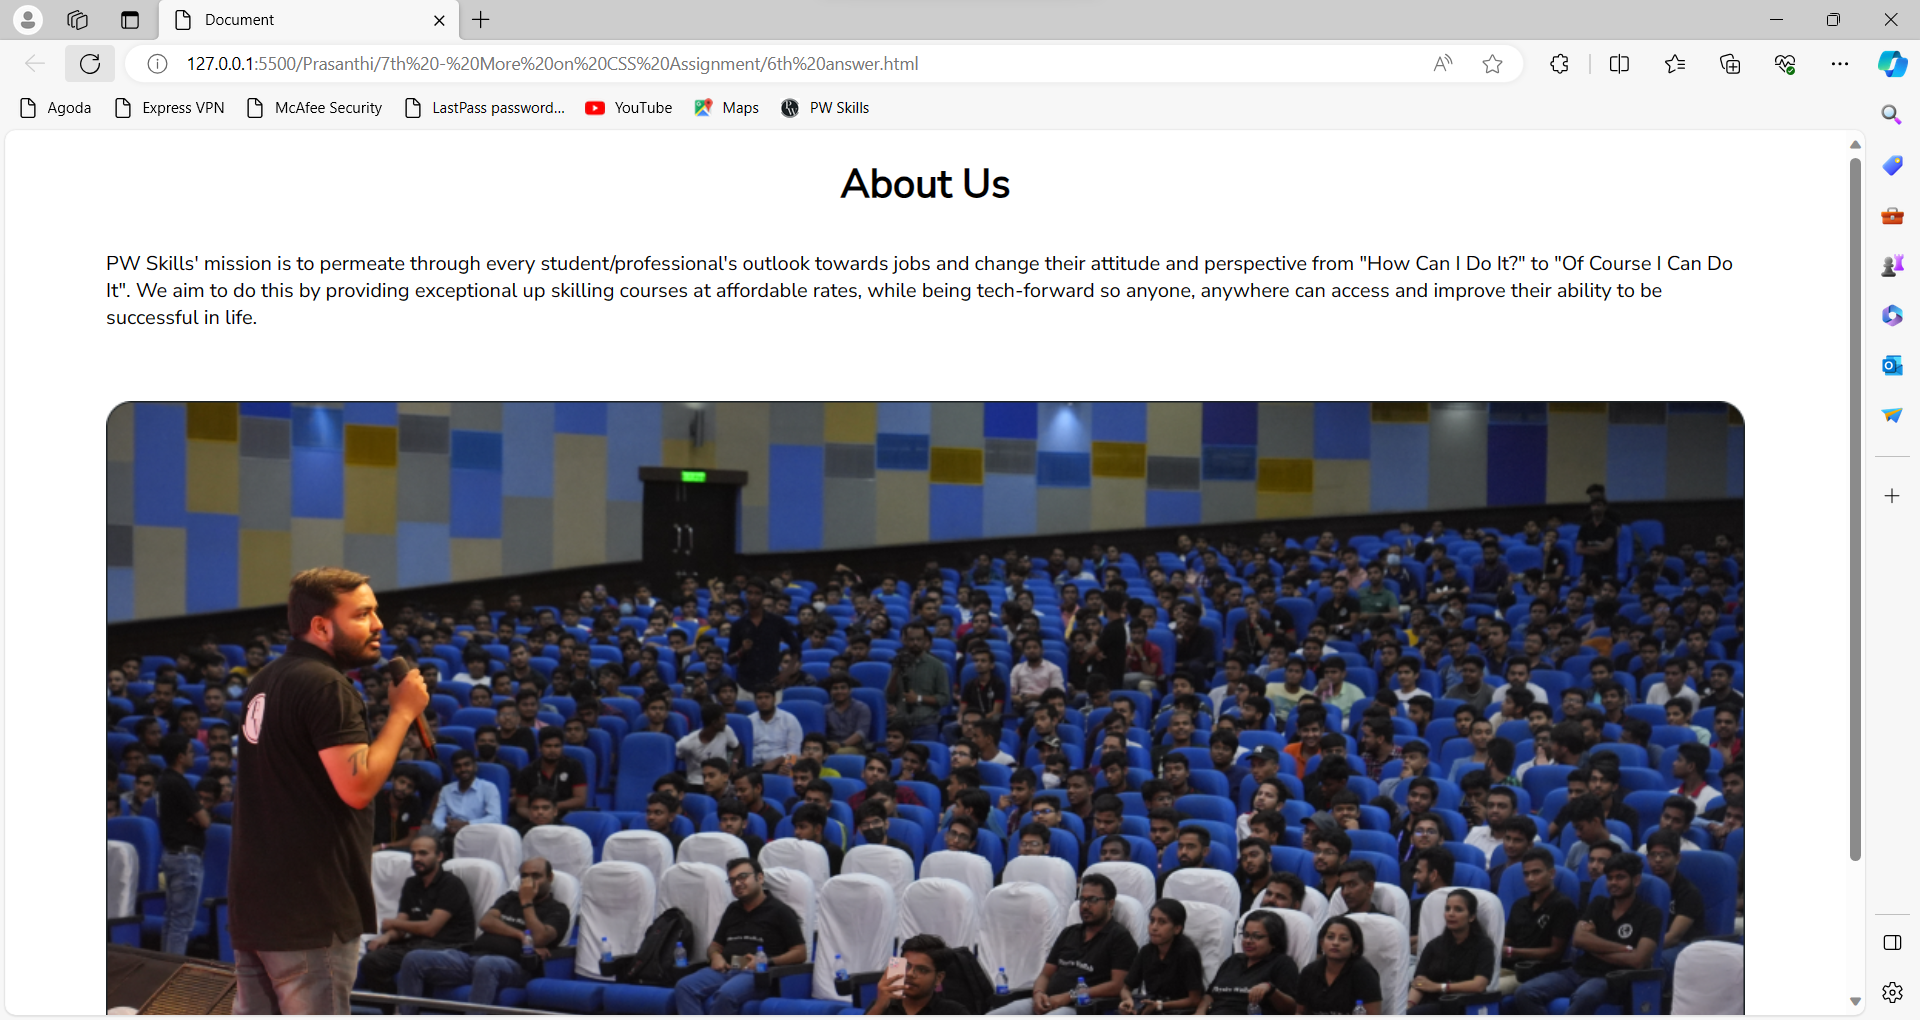 Document
127.0.0.1:5500/Prasanthi/7th%20-%20More%20on%20CSS%20Assignment/6th%20answer.html
Agoda
Express VPN
McAfee Security
LastPass password...
YouTube
Maps
PW Skills
About Us
PW Skills' mission is to permeate through every student/professional's outlook towards jobs and change their attitude and perspective from "How Can I Do It?" to "Of Course I Can Do
It". We aim to do this by providing exceptional up skilling courses at affordable rates, while being tech-forward so anyone, anywhere can access and improve their ability to be
successful in life.